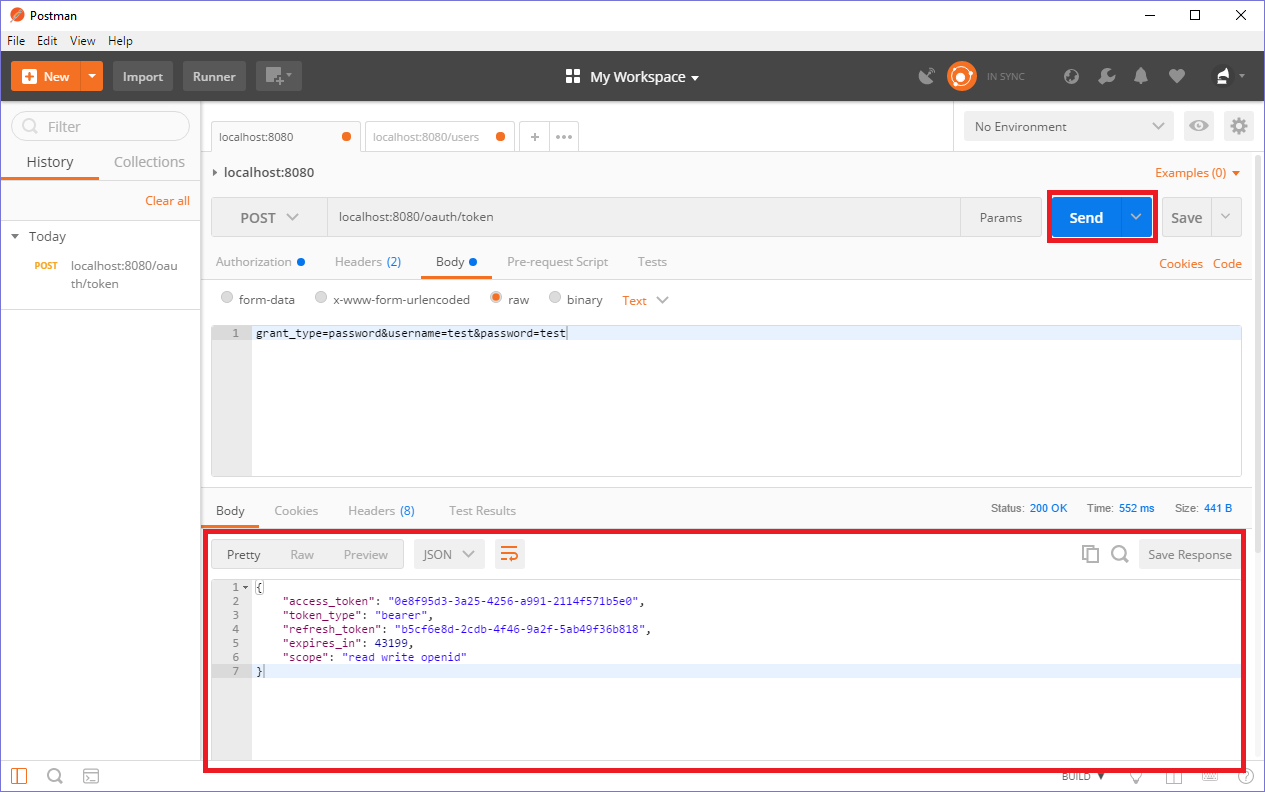 Postman
File Edit View Help
New Import Runner My Workspace IN SYNC
Filter
History Collections
Clear all
Today
POST localhost:8080/oau
th/token
localhost:8080 localhost:8080/users + ••• No Environment
localhost:8080 Examples (0)
POST localhost:8080/oauth/token Params Send Save
Authorization Headers (2) Body Pre-request Script Tests Cookies Code
form-data x-www-form-urlencoded raw binary Text
1 grant_type=password&username=test&password=test
Body Cookies Headers (8) Test Results Status: 200 OK Time: 552 ms Size: 441 B
Pretty Raw Preview JSON Save Response
1 {
2 "access_token": "0e8f95d3-3a25-4256-a991-2114f571b5e0",
3 "token_type": "bearer",
4 "refresh_token": "b5cf6e8d-2cdb-4f46-9a2f-5ab49f36b818",
5 "expires_in": 43199,
6 "scope": "read write openid"
7 }
BUILD